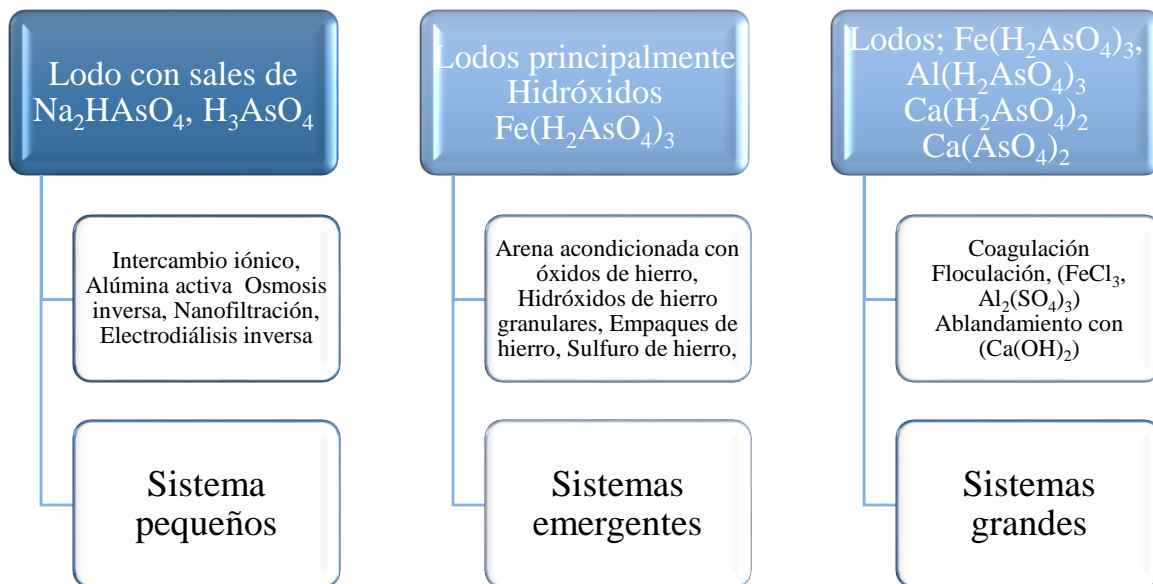 Lodo con sales de
Na₂HAsO₄, H₃AsO₄
Intercambio iónico,
Alúmina activa Osmosis
inversa, Nanofiltración,
Electrodiálisis inversa
Sistema
pequeños
Lodos principalmente
Hidróxidos
Fe(H₂AsO₄)₃
Arena acondicionada con
óxidos de hierro,
Hidróxidos de hierro
granulares, Empaques de
hierro, Sulfuro de hierro,
Sistemas
emergentes
Lodos; Fe(H₂AsO₄)₃,
Al(H₂AsO₄)₃
Ca(H₂AsO₄)₂
Ca(AsO₄)₂
Coagulación
Floculación, (FeCl₃,
Al₂(SO₄)₃)
Ablandamiento con
(Ca(OH)₂)
Sistemas
grandes